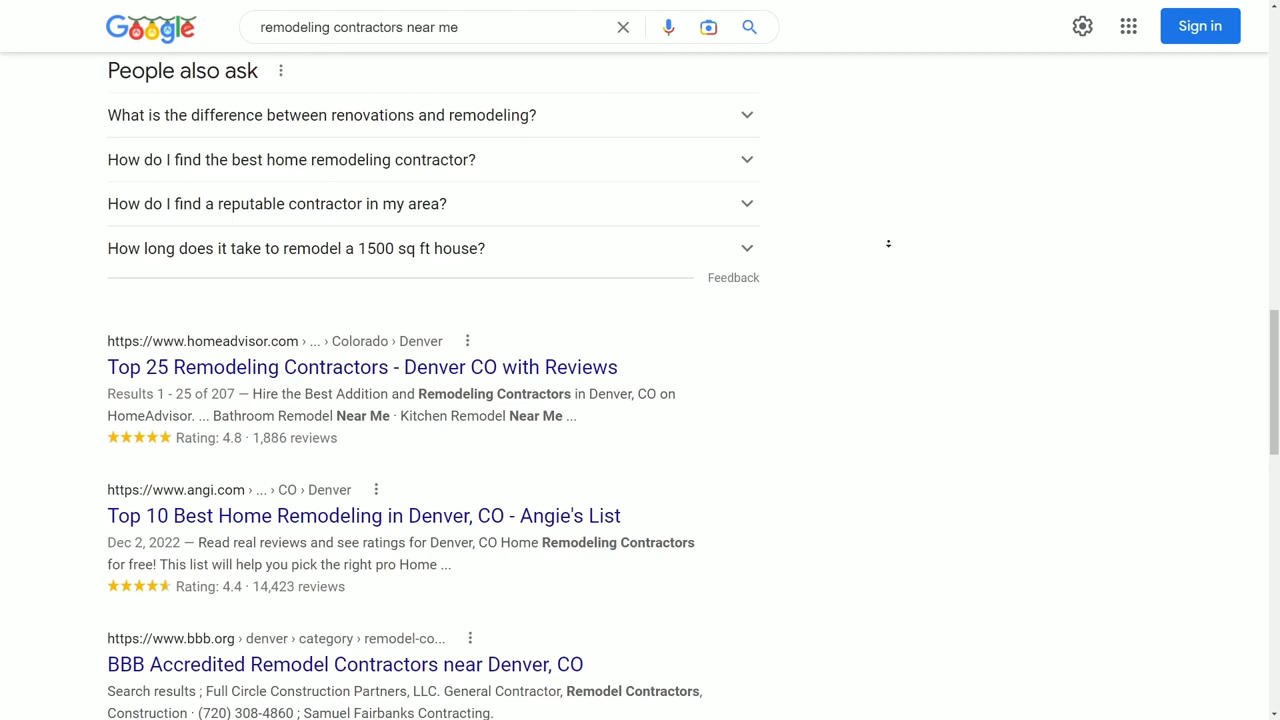 Google
remodeling contractors near me
Sign in
People also ask
What is the difference between renovations and remodeling?
How do I find the best home remodeling contractor?
How do I find a reputable contractor in my area?
How long does it take to remodel a 1500 sq ft house?
Feedback
https://www.homeadvisor.com › ... › Colorado › Denver
Top 25 Remodeling Contractors - Denver CO with Reviews
Results 1 - 25 of 207 — Hire the Best Addition and Remodeling Contractors in Denver, CO on
HomeAdvisor. ... Bathroom Remodel Near Me · Kitchen Remodel Near Me ...
Rating: 4.8 · 1,886 reviews
https://www.angi.com › ... › CO › Denver
Top 10 Best Home Remodeling in Denver, CO - Angie's List
Dec 2, 2022 — Read real reviews and see ratings for Denver, CO Home Remodeling Contractors
for free! This list will help you pick the right pro Home ...
Rating: 4.4 · 14,423 reviews
https://www.bbb.org › denver › category › remodel-co...
BBB Accredited Remodel Contractors near Denver, CO
Search results ; Full Circle Construction Partners, LLC. General Contractor, Remodel Contractors,
Construction · (720) 308-4860 ; Samuel Fairbanks Contracting.